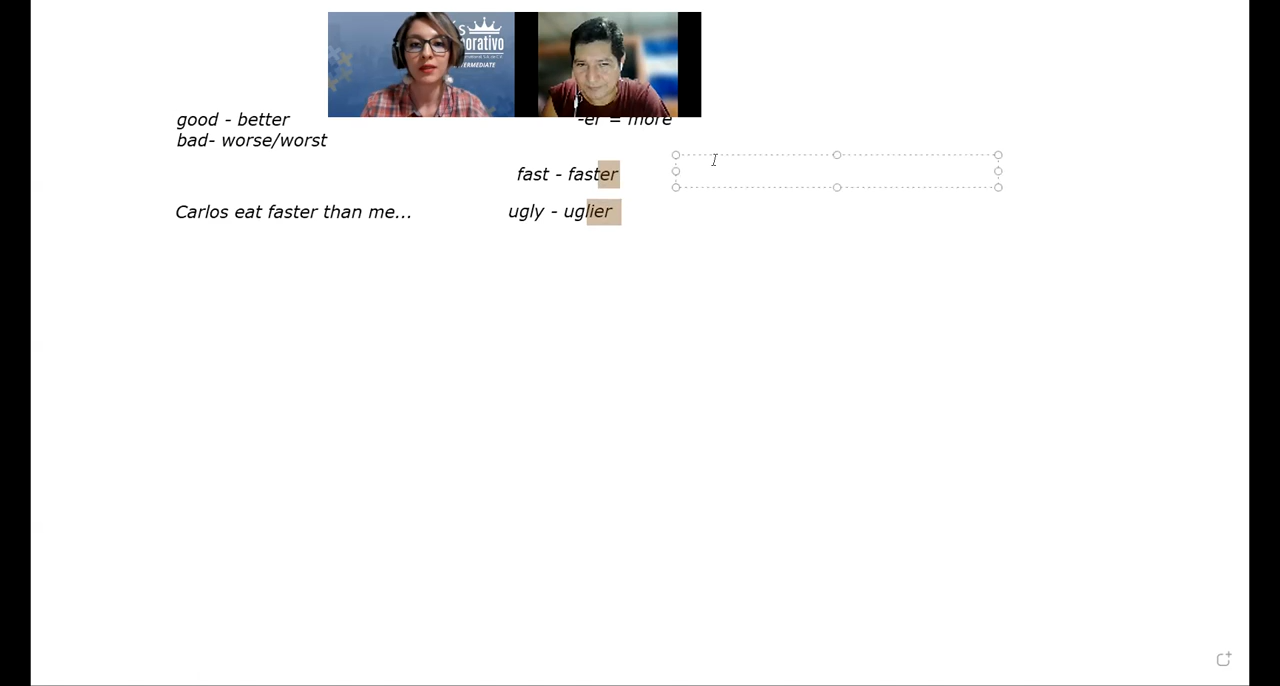 good - better
bad- worse/worst
-er = more
fast - faster
Carlos eat faster than me...
ugly - uglier